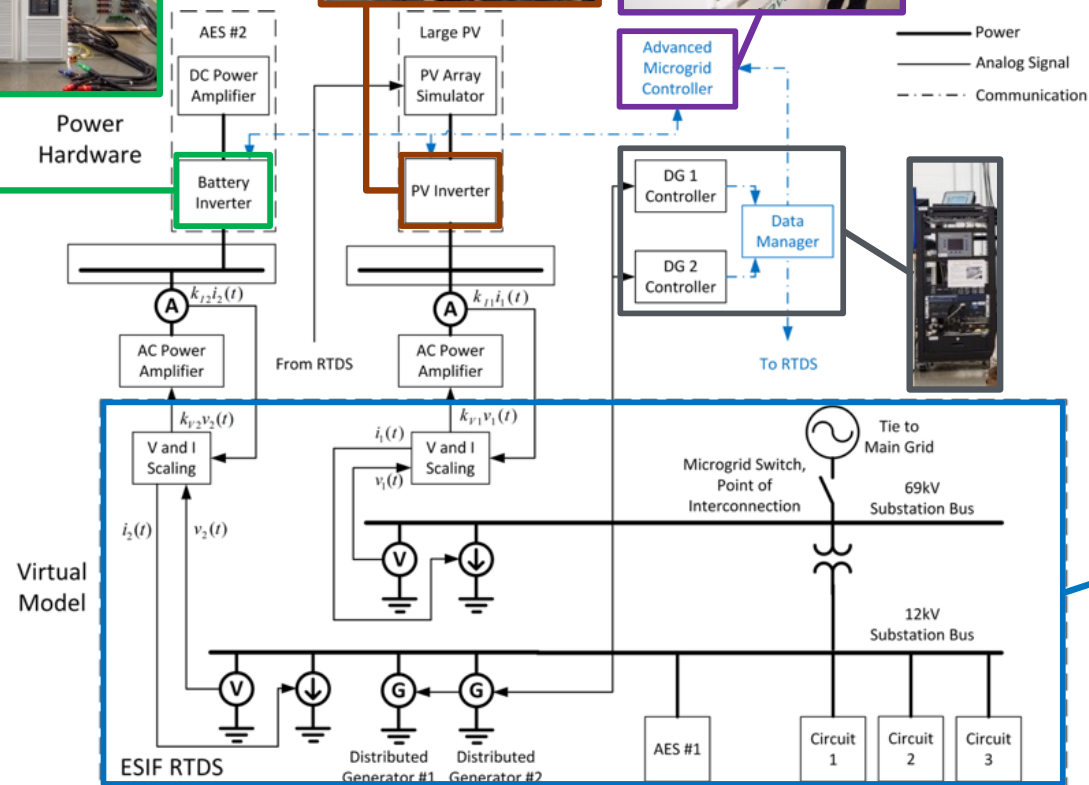 AES #2
DC Power
Amplifier
Battery
Inverter
Large PV
PV Array
Simulator
PV Inverter
Advanced
Microgrid
Controller
Power
Analog Signal
Communication
Power
Hardware
DG 1
Controller
DG 2
Controller
Data
Manager
A
k_{I2}i_2(t)
AC Power
Amplifier
From RTDS
A
k_{I1}i_1(t)
AC Power
Amplifier
To RTDS
k_{V2}v_2(t)
V and I
Scaling
i_2(t)
v_2(t)
k_{V1}v_1(t)
i_1(t)
V and I
Scaling
v_1(t)
Tie to
Main Grid
Microgrid Switch,
Point of
Interconnection
69kV
Substation Bus
V
Virtual
Model
12kV
Substation Bus
V
G
G
Distributed
Generator #1
Distributed
Generator #2
AES #1
Circuit
1
Circuit
2
Circuit
3
ESIF RTDS